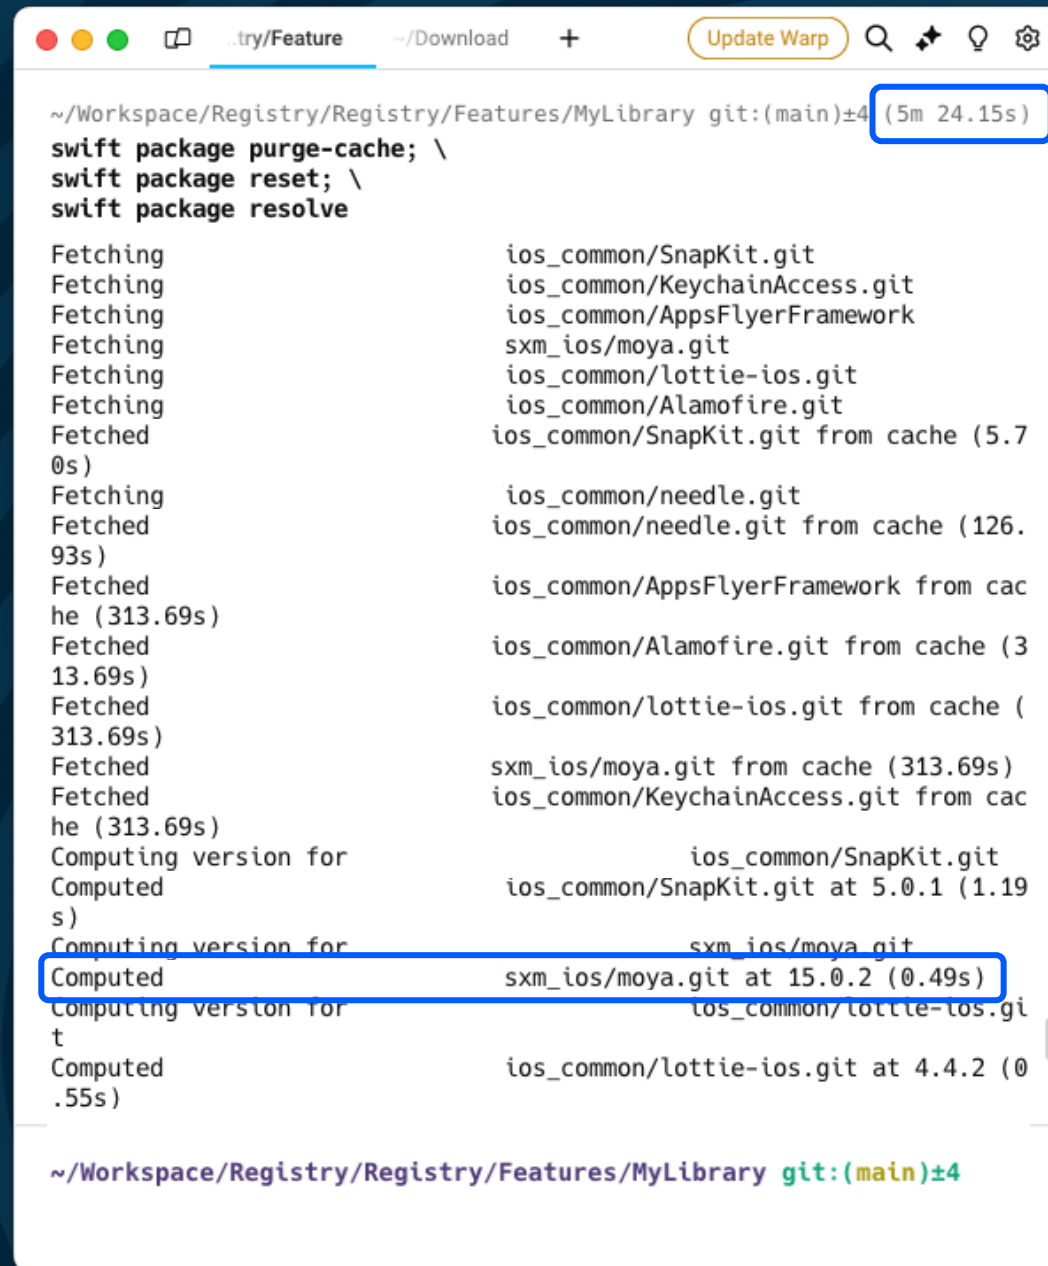 ..try/Feature
~/Download
+
Update Warp
~/Workspace/Registry/Registry/Features/MyLibrary git:(main)±4 (5m 24.15s)
swift package purge-cache; \
swift package reset; \
swift package resolve
Fetching ios_common/SnapKit.git
Fetching ios_common/KeychainAccess.git
Fetching ios_common/AppsFlyerFramework
Fetching sxm_ios/moya.git
Fetching ios_common/lottie-ios.git
Fetching ios_common/Alamofire.git
Fetched ios_common/SnapKit.git from cache (5.7
0s)
Fetching ios_common/needle.git
Fetched ios_common/needle.git from cache (126.
93s)
Fetched ios_common/AppsFlyerFramework from cac
he (313.69s)
Fetched ios_common/Alamofire.git from cache (3
13.69s)
Fetched ios_common/lottie-ios.git from cache (
313.69s)
Fetched sxm_ios/moya.git from cache (313.69s)
Fetched ios_common/KeychainAccess.git from cac
he (313.69s)
Computing version for ios_common/SnapKit.git
Computed ios_common/SnapKit.git at 5.0.1 (1.19
s)
Computing version for sxm_ios/moya.git
Computed sxm_ios/moya.git at 15.0.2 (0.49s)
Computing version for ios_common/lottie-ios.gi
t
Computed ios_common/lottie-ios.git at 4.4.2 (0
.55s)
~/Workspace/Registry/Registry/Features/MyLibrary git:(main)±4